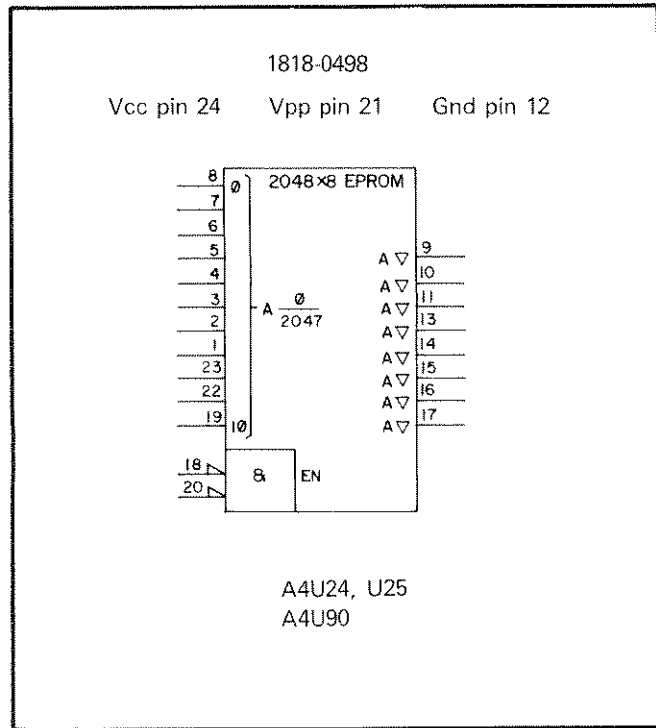 1818-0498
Vcc pin 24 Vpp pin 21 Gnd pin 12
2048×8 EPROM
8 Ø
7
6
5
4
3
2
1
23
22
19 1Ø
A Ø/2047
A ▽ 9
A ▽ 10
A ▽ 11
A ▽ 13
A ▽ 14
A ▽ 15
A ▽ 16
A ▽ 17
18 & EN
20
A4U24, U25
A4U90